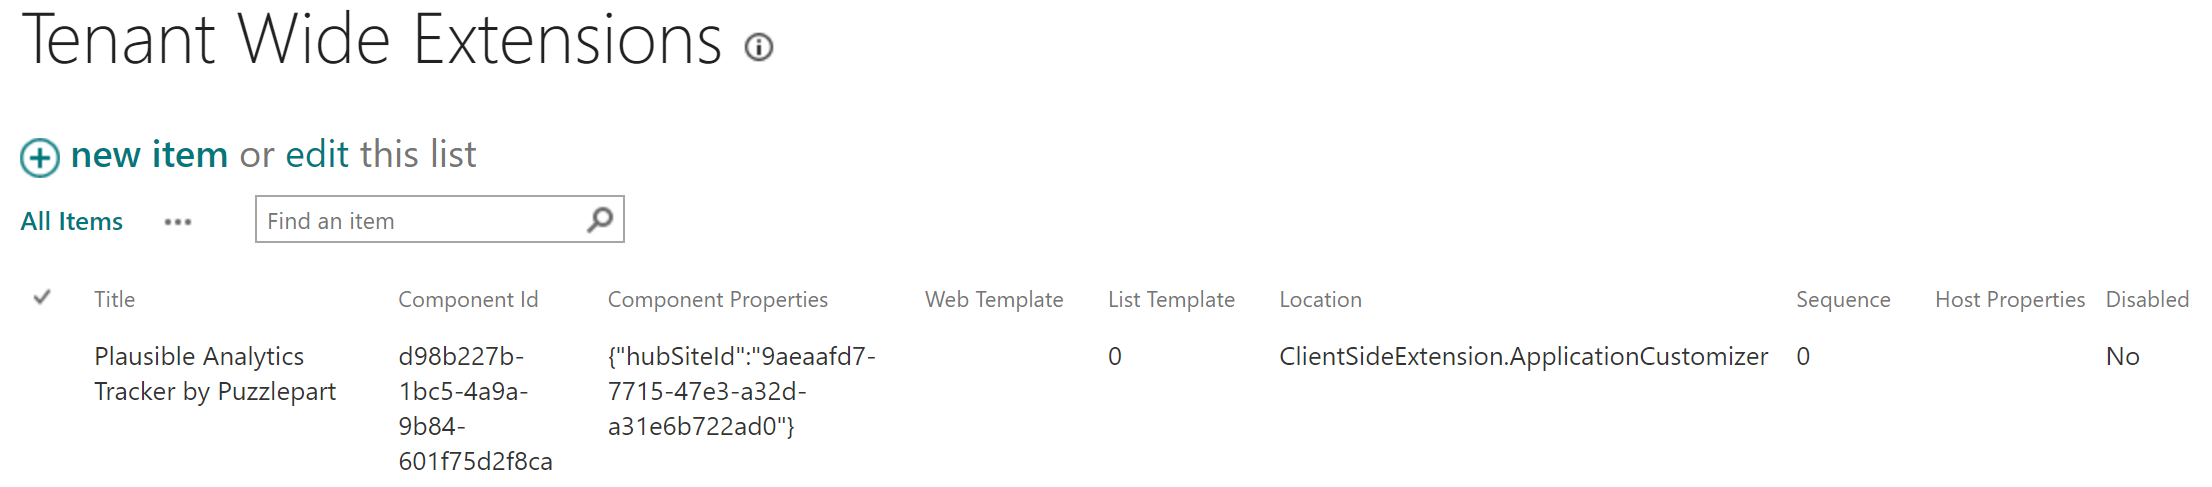 Tenant Wide Extensions
new item or edit this list
All Items ••• Find an item
Title Component Id Component Properties Web Template List Template Location Sequence Host Properties Disabled
Plausible Analytics d98b227b- {"hubSiteId":"9aeaafd7- 0 ClientSideExtension.ApplicationCustomizer 0 No
Tracker by Puzzlepart 1bc5-4a9a- 7715-47e3-a32d-
9b84- a31e6b722ad0"}
601f75d2f8ca